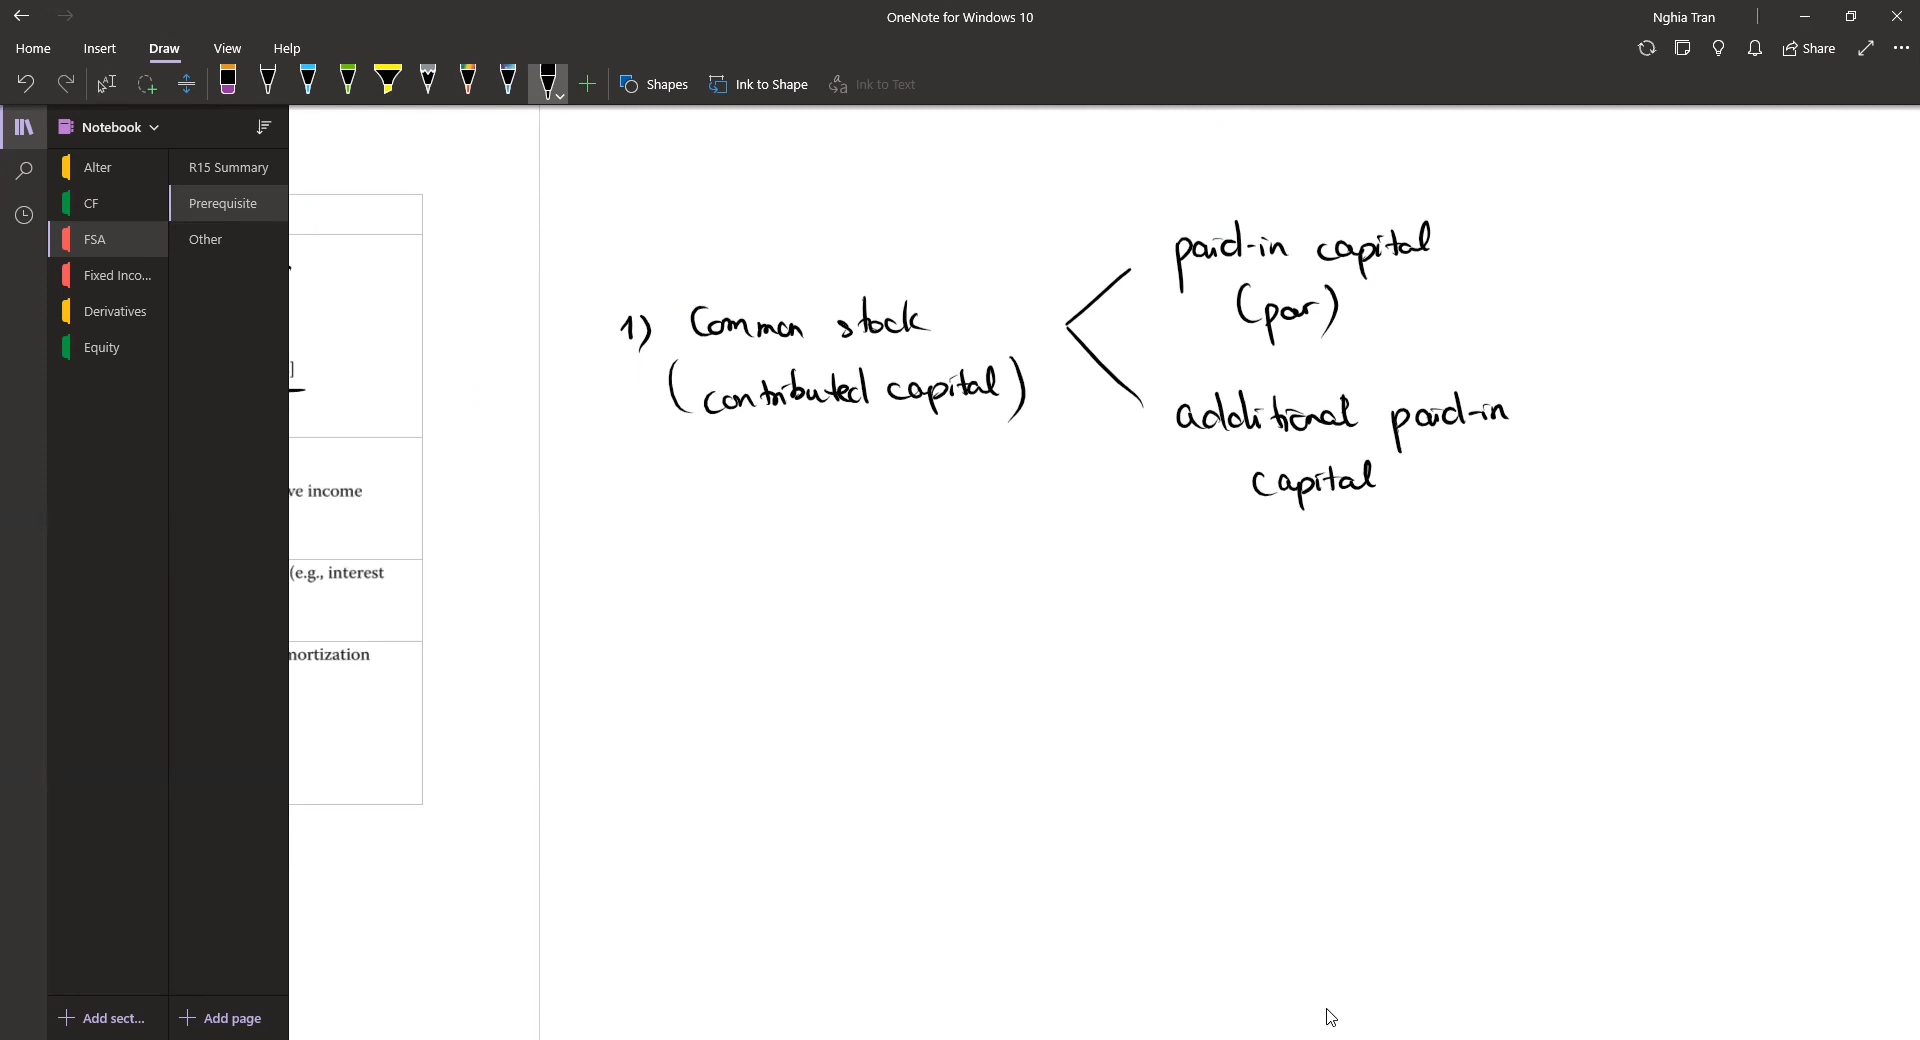 OneNote for Windows 10
Nghia Tran
Home
Insert
Draw
View
Help
Share
Shapes
Ink to Shape
Ink to Text
Notebook
Alter
CF
FSA
Fixed Inco...
Derivatives
Equity
R15 Summary
Prerequisite
Other
]
ve income
(e.g., interest
mortization
1) Common stock
(contributed capital)
paid-in capital
(par)
additional paid-in
capital
Add sect...
Add page